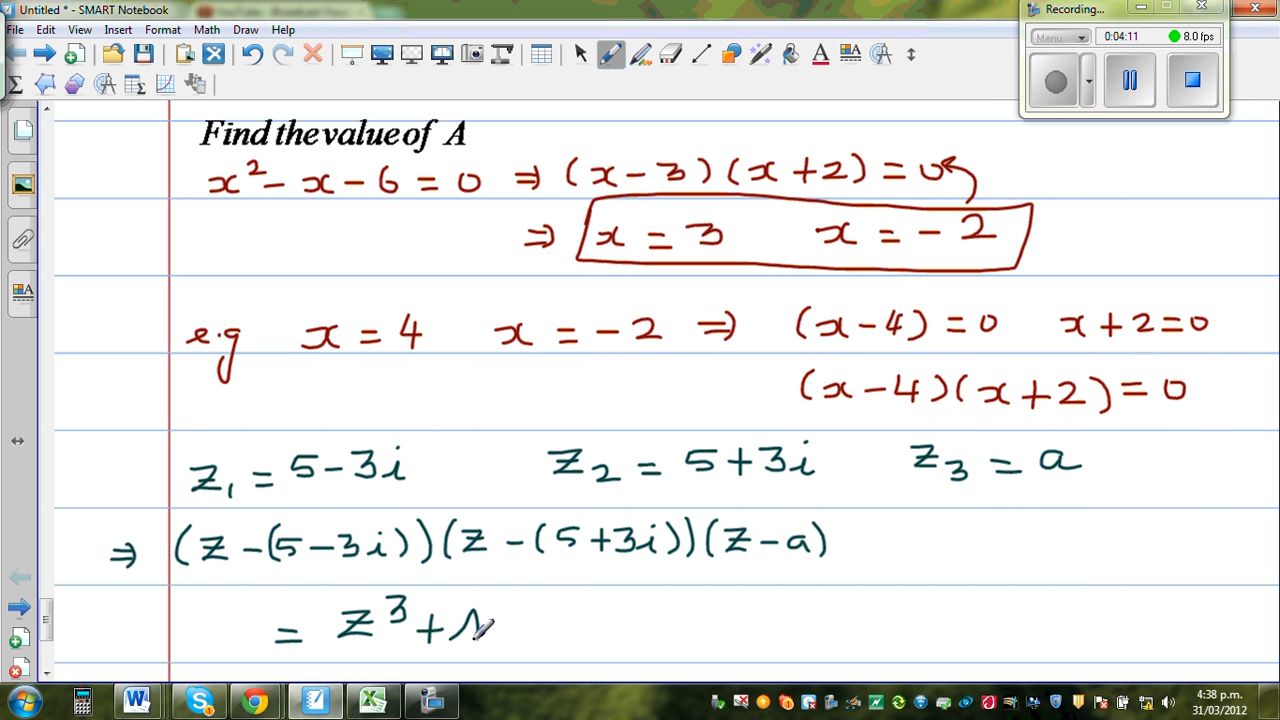 Untitled * - SMART Notebook
Recording...
File Edit View Insert Format Math Draw Help
Menu 0:04:11 8.0 fps
Find the value of A
x² - x - 6 = 0 ⇒ (x - 3)(x + 2) = 0
⇒ x = 3 x = -2
e.g x = 4 x = -2 ⇒ (x - 4) = 0 x + 2 = 0
(x - 4)(x + 2) = 0
z₁ = 5 - 3i z₂ = 5 + 3i z₃ = a
⇒ (z - (5 - 3i))(z - (5 + 3i))(z - a)
= z³ +
4:38 p.m.
31/03/2012